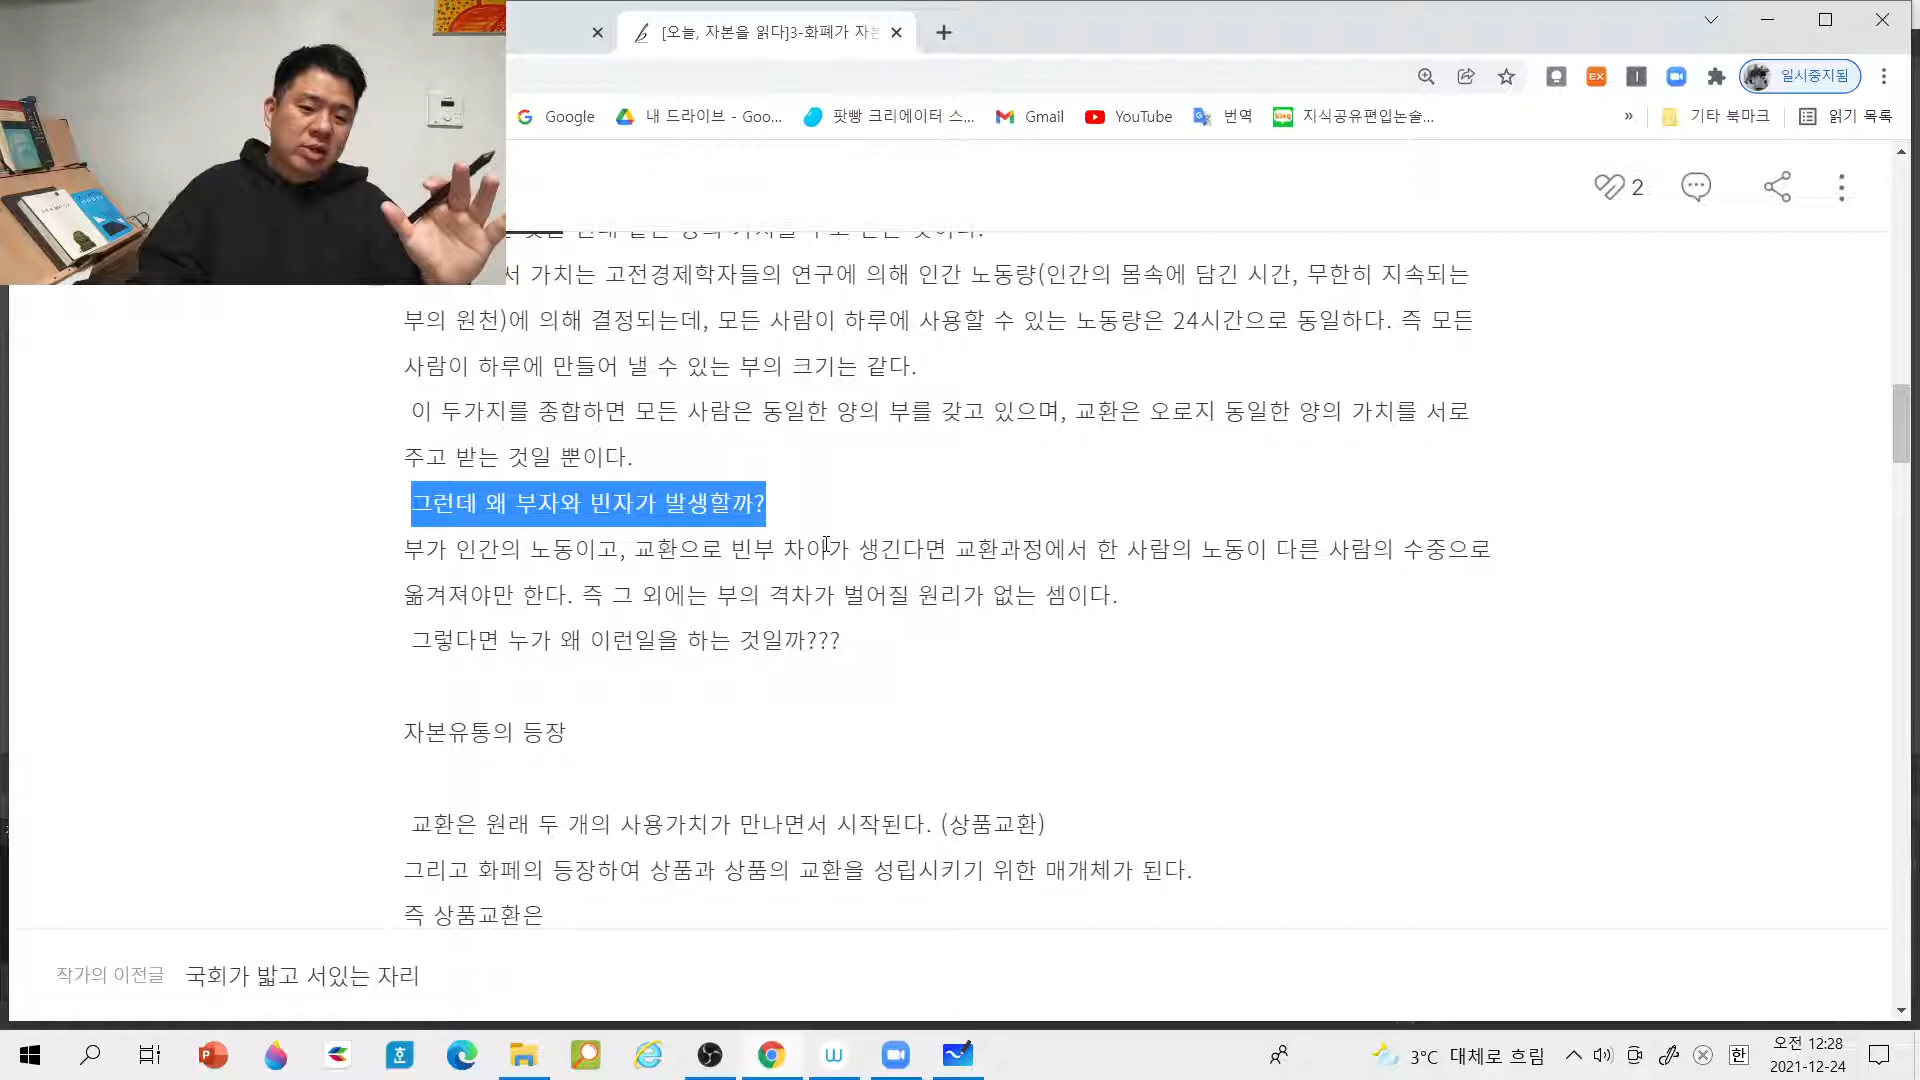 [오늘, 자본을 읽다]3-화폐가 자본
EX
일시중지됨
Google
내 드라이브 - Goo...
팟빵 크리에이터 스...
Gmail
YouTube
번역
blog
지식공유편입논술...
»
기타 북마크
읽기 목록
2
서 가치는 고전경제학자들의 연구에 의해 인간 노동량(인간의 몸속에 담긴 시간, 무한히 지속되는
부의 원천)에 의해 결정되는데, 모든 사람이 하루에 사용할 수 있는 노동량은 24시간으로 동일하다. 즉 모든
사람이 하루에 만들어 낼 수 있는 부의 크기는 같다.
이 두가지를 종합하면 모든 사람은 동일한 양의 부를 갖고 있으며, 교환은 오로지 동일한 양의 가치를 서로
주고 받는 것일 뿐이다.
그런데 왜 부자와 빈자가 발생할까?
부가 인간의 노동이고, 교환으로 빈부 차이가 생긴다면 교환과정에서 한 사람의 노동이 다른 사람의 수중으로
옮겨져야만 한다. 즉 그 외에는 부의 격차가 벌어질 원리가 없는 셈이다.
그렇다면 누가 왜 이런일을 하는 것일까???
자본유통의 등장
교환은 원래 두 개의 사용가치가 만나면서 시작된다. (상품교환)
그리고 화페의 등장하여 상품과 상품의 교환을 성립시키기 위한 매개체가 된다.
즉 상품교환은
작가의 이전글 국회가 밟고 서있는 자리
3°C 대체로 흐림
한
오전 12:28
2021-12-24